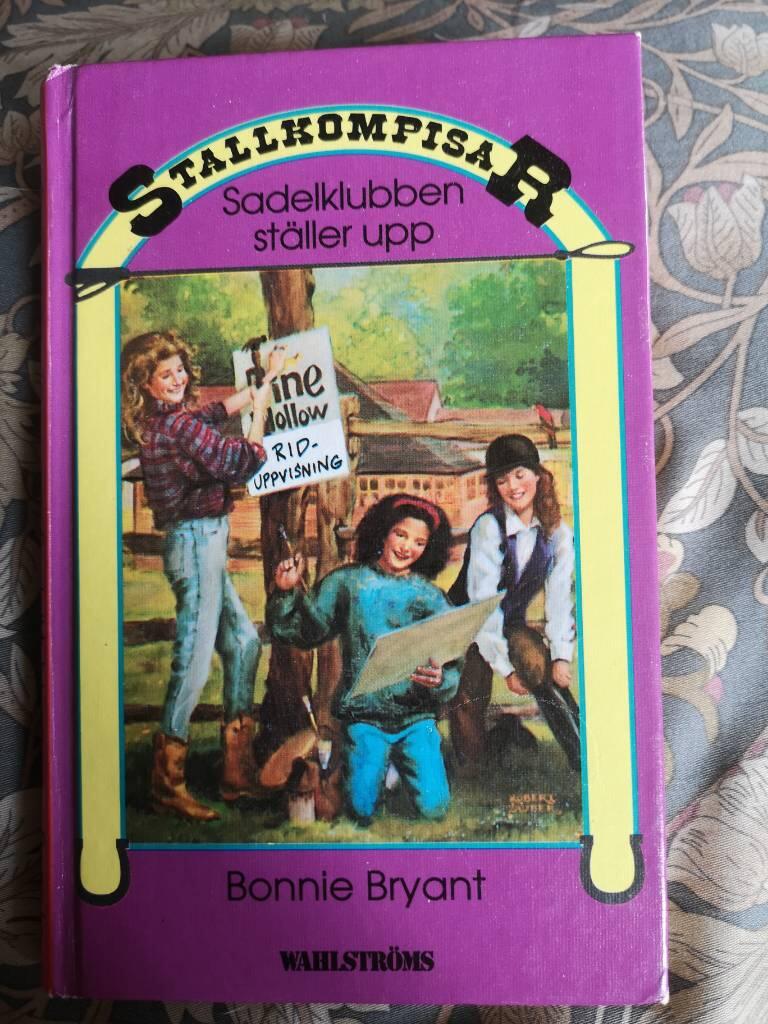 STALLKOMPISAR
Sadelklubben
ställer upp
Pine
Hollow
RID-
UPPVISNING
Bonnie Bryant
WAHLSTRÖMS